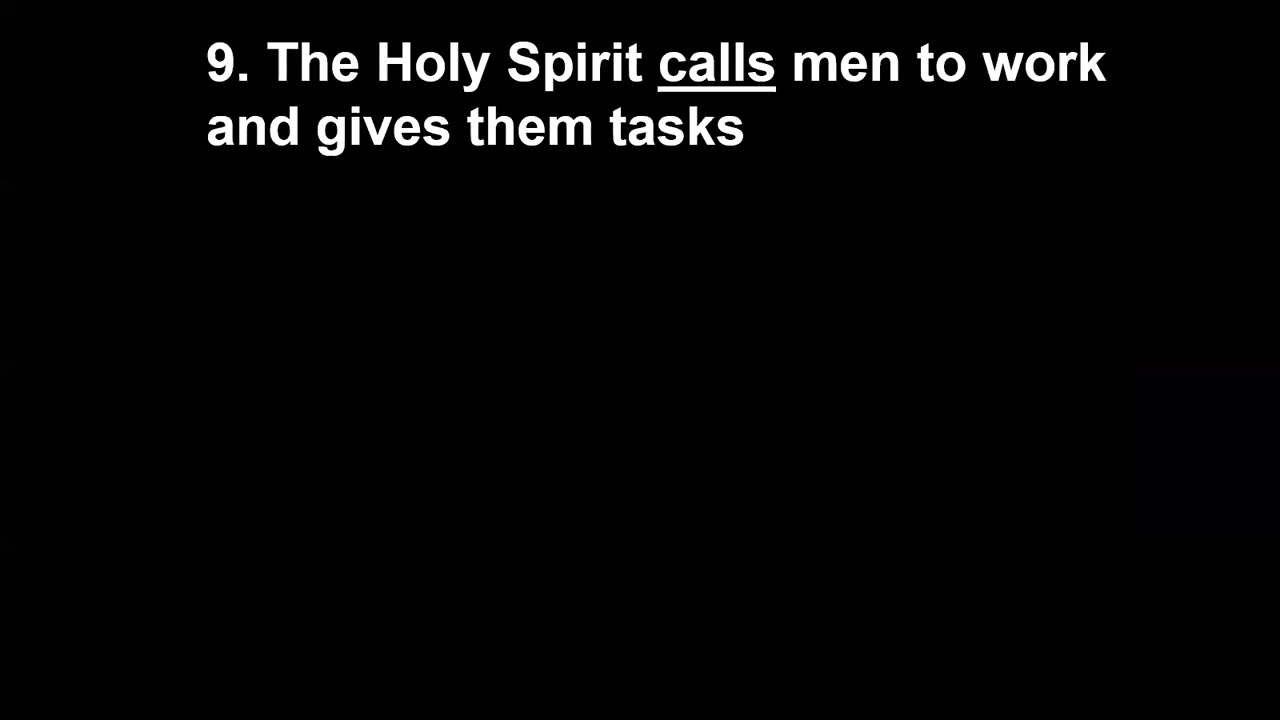 9. The Holy Spirit calls men to work
and gives them tasks